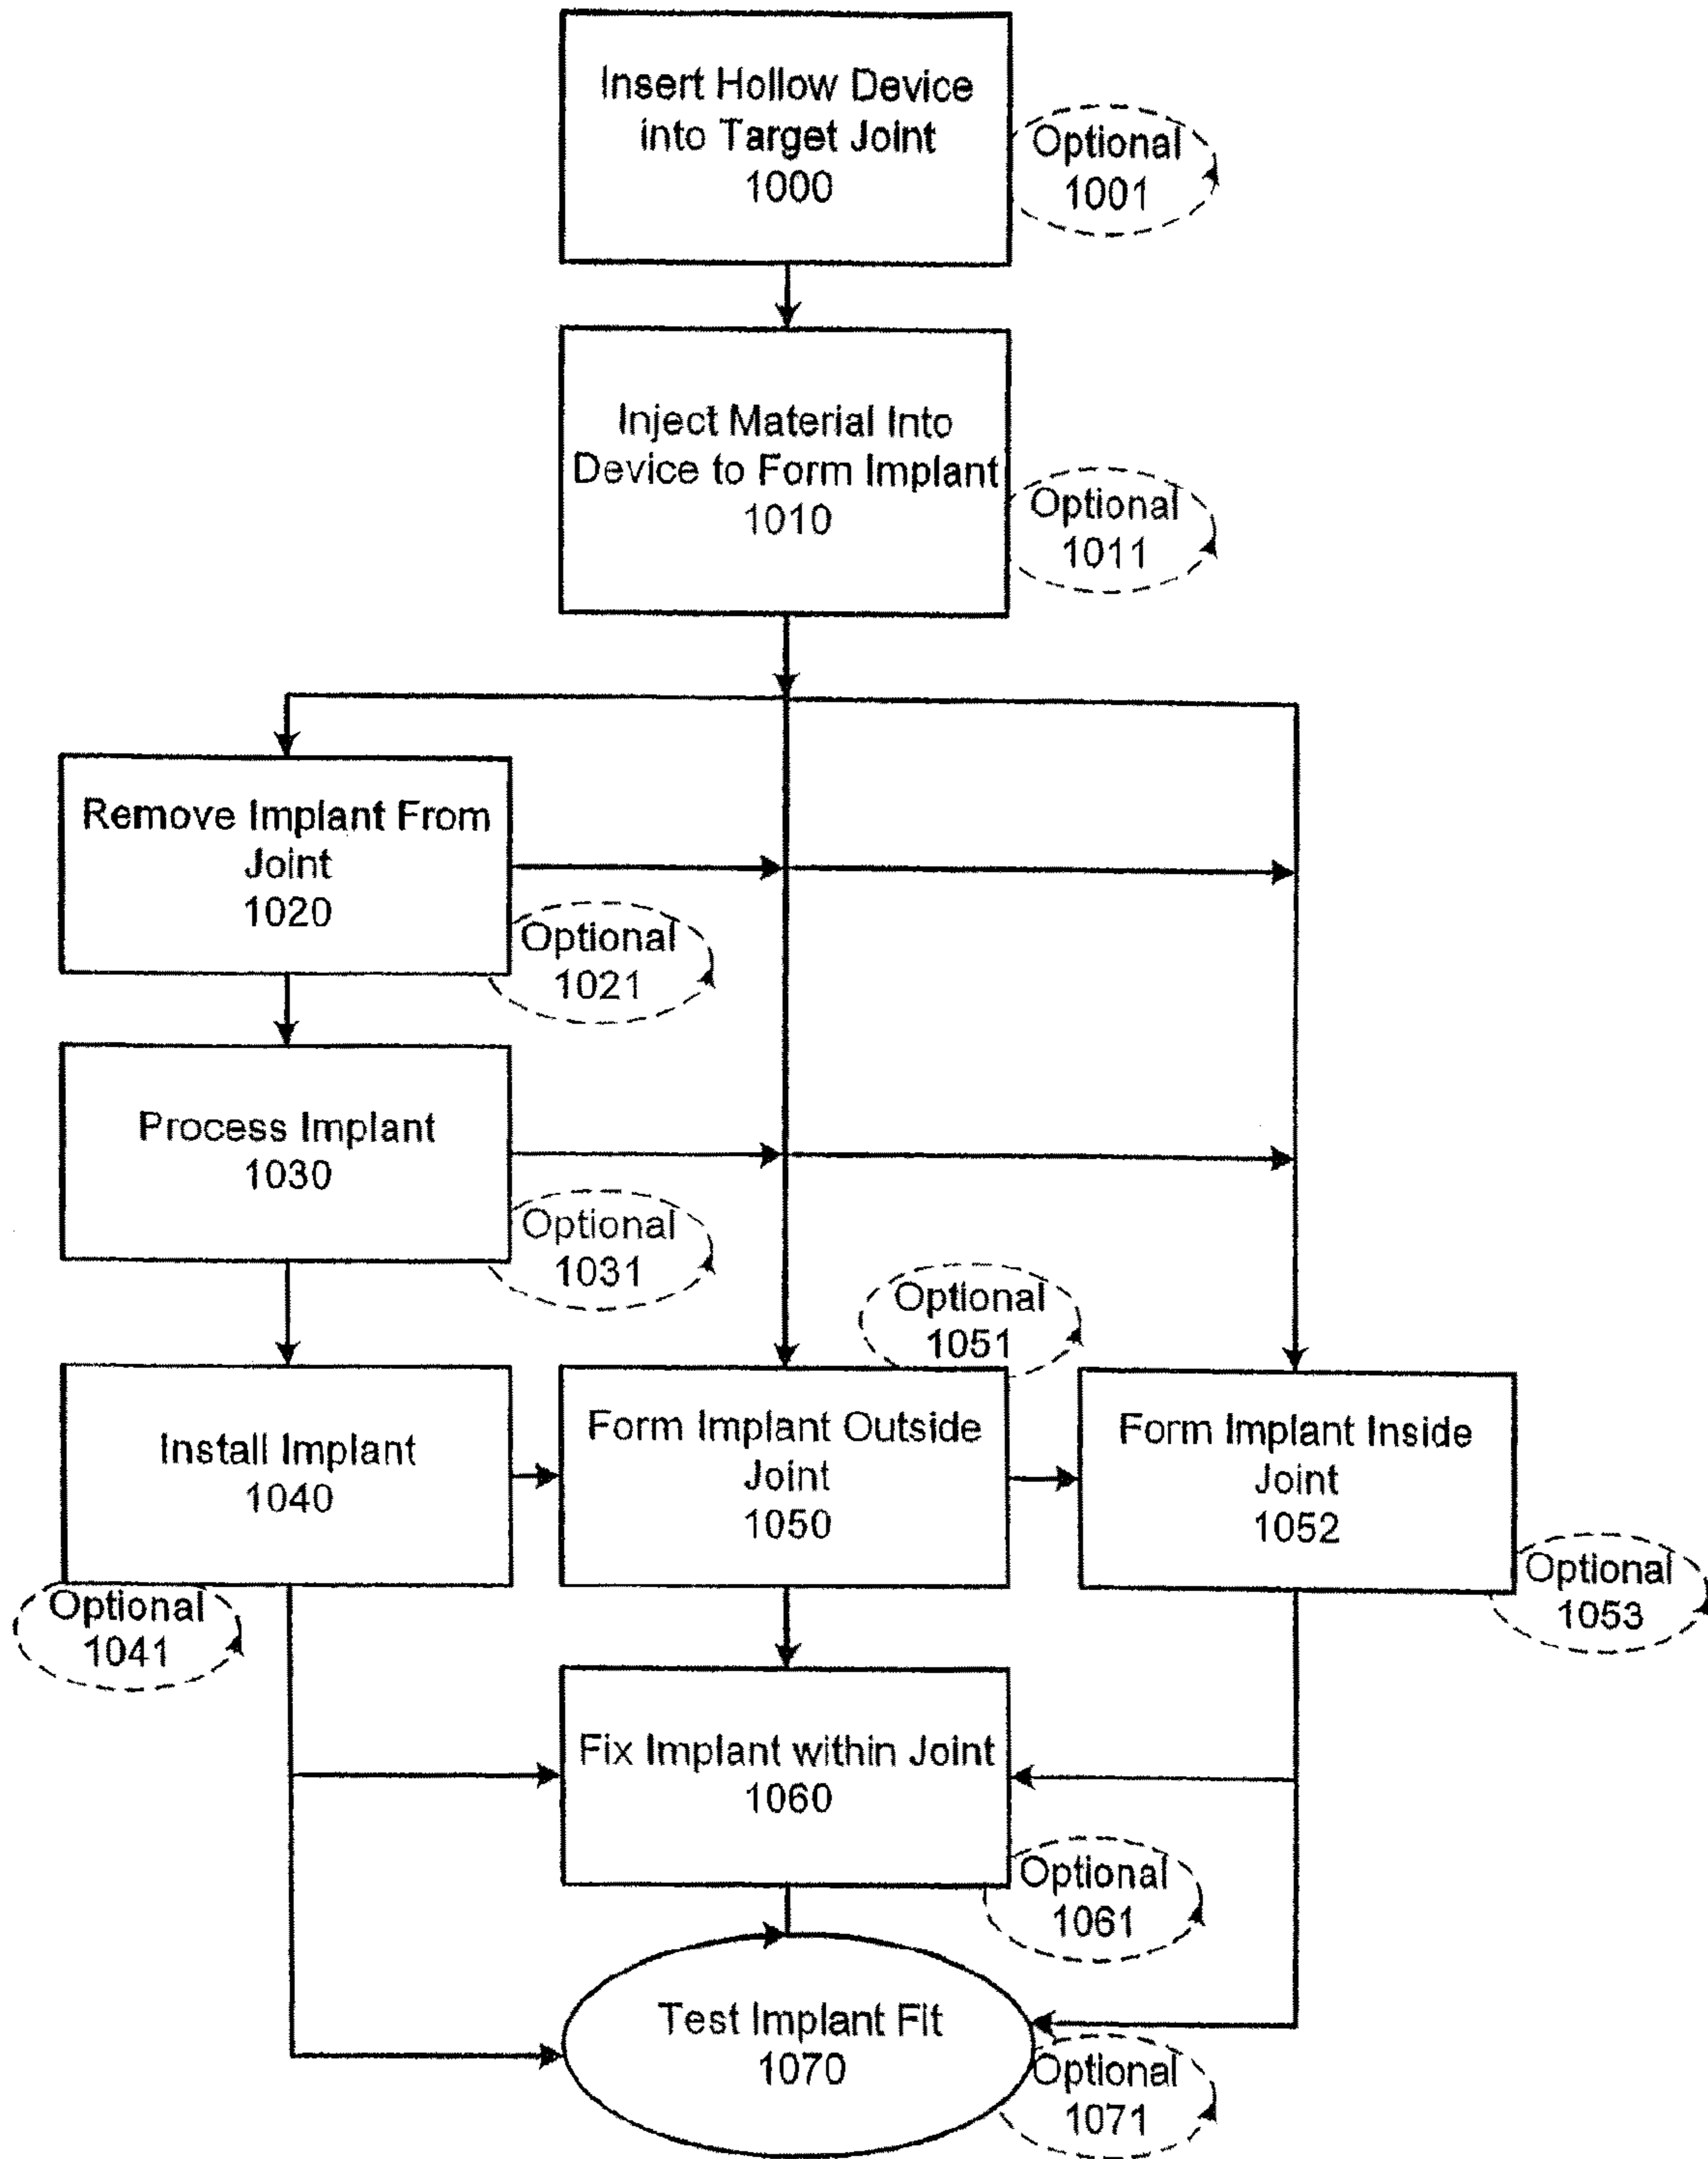 Insert Hollow Device
into Target Joint
1000
Optional
1001
Inject Material Into
Device to Form Implant
1010
Optional
1011
Remove Implant From
Joint
1020
Optional
1021
Process Implant
1030
Optional
1031
Optional
1051
Install Implant
1040
Form Implant Outside
Joint
1050
Form Implant Inside
Joint
1052
Optional
1041
Optional
1053
Fix Implant within Joint
1060
Optional
1061
Test Implant Fit
1070
Optional
1071